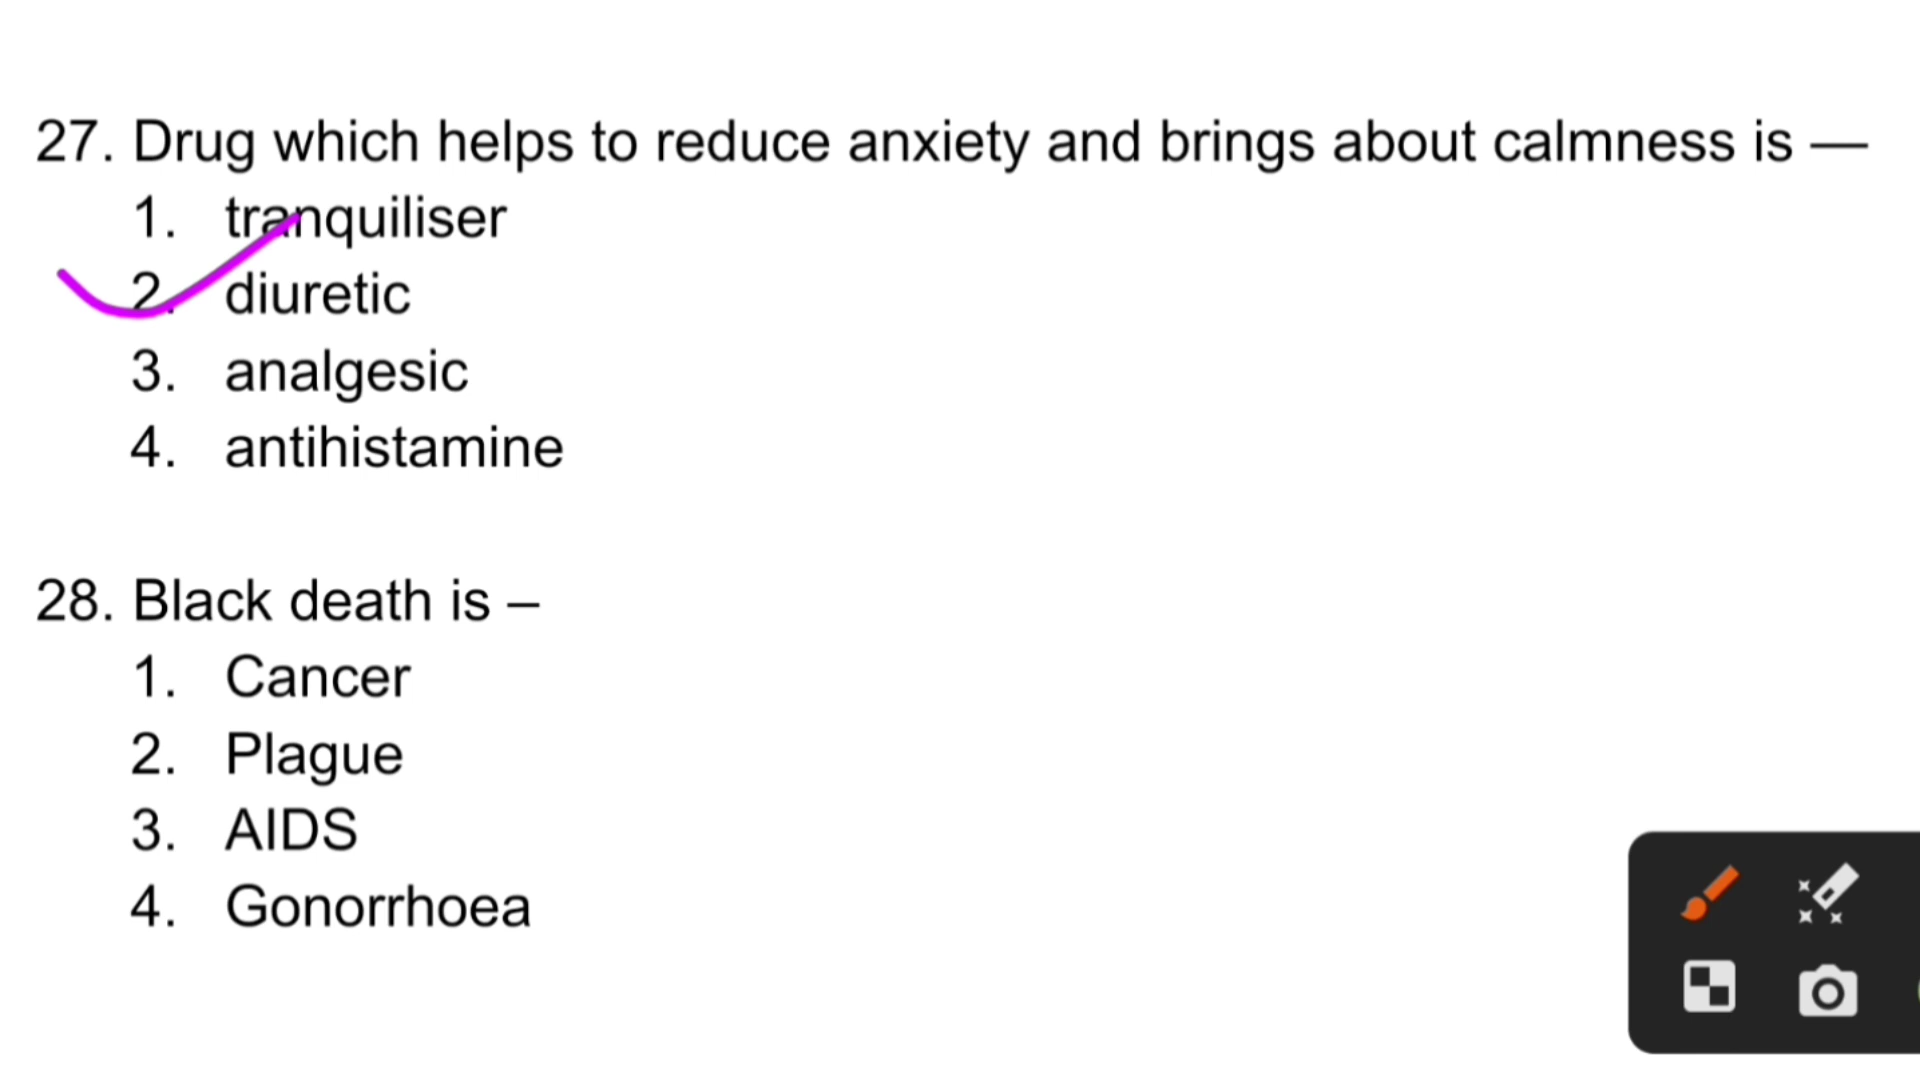 27. Drug which helps to reduce anxiety and brings about calmness is —
1. tranquiliser
2. diuretic
3. analgesic
4. antihistamine
28. Black death is –
1. Cancer
2. Plague
3. AIDS
4. Gonorrhoea